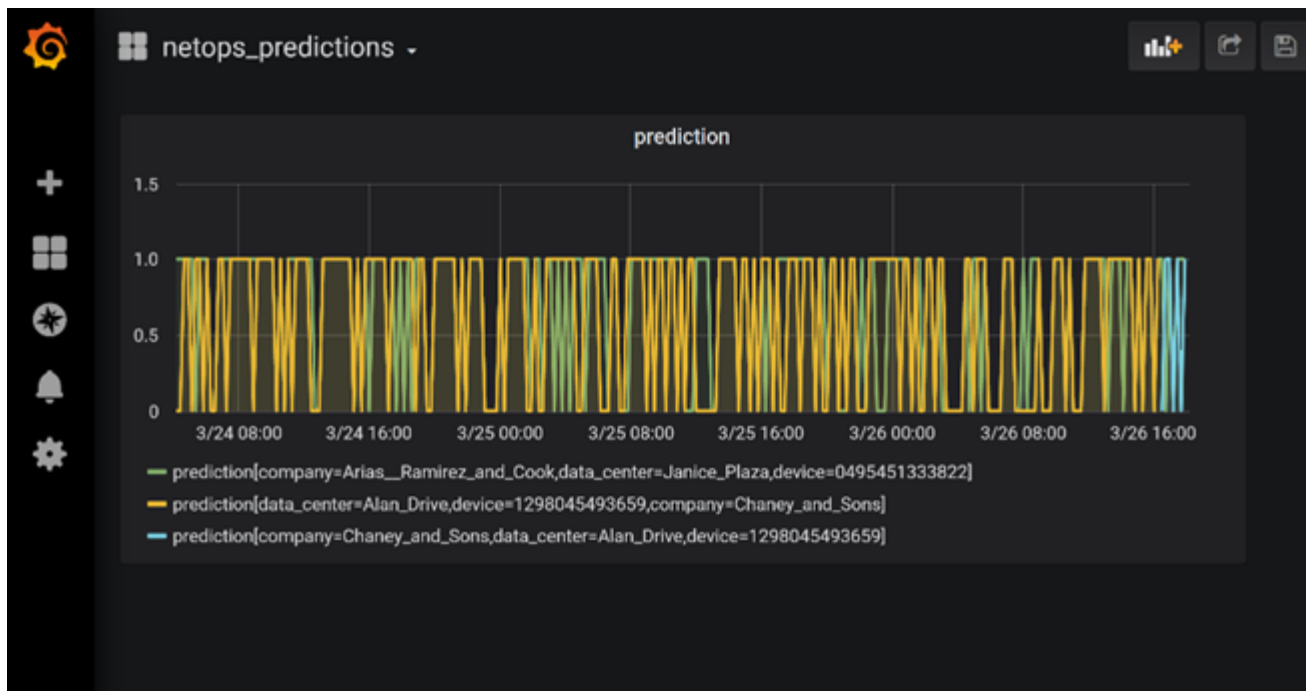 netops_predictions
prediction
1.5
1.0
0.5
0
3/24 08:00 3/24 16:00 3/25 00:00 3/25 08:00 3/25 16:00 3/26 00:00 3/26 08:00 3/26 16:00
prediction[company=Arias__Ramirez_and_Cook,data_center=Janice_Plaza,device=0495451333822]
prediction[data_center=Alan_Drive,device=1298045493659,company=Chaney_and_Sons]
prediction[company=Chaney_and_Sons,data_center=Alan_Drive,device=1298045493659]